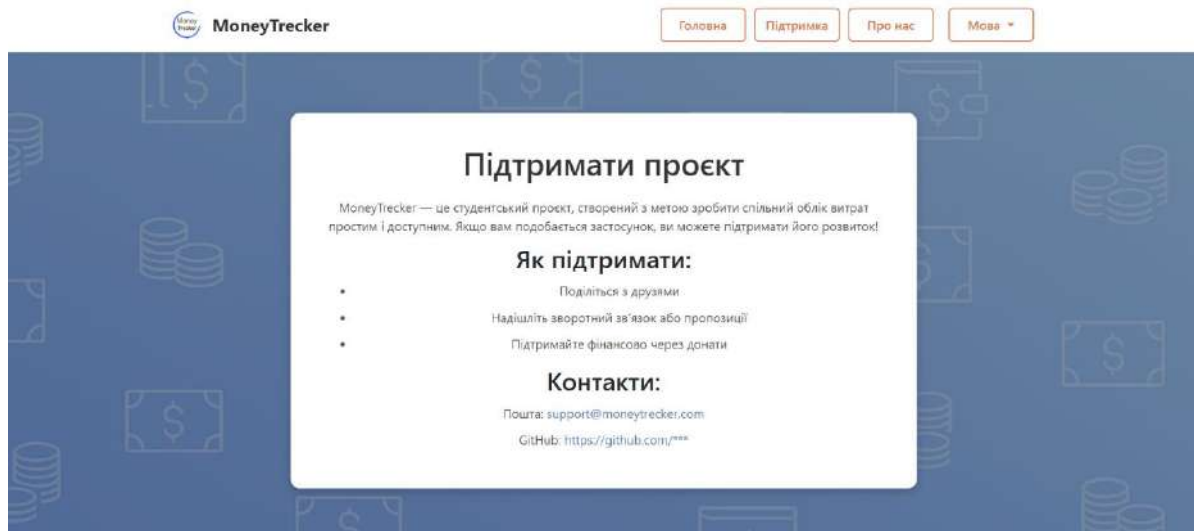 Money Trecker
MoneyTrecker
Головна
Підтримка
Про нас
Мова
Підтримати проєкт
MoneyTrecker — це студентський проєкт, створений з метою зробити спільний облік витрат
простим і доступним. Якщо вам подобається застосунок, ви можете підтримати його розвиток!
Як підтримати:
• Поділіться з друзями
• Надішліть зворотний зв'язок або пропозиції
• Підтримайте фінансово через донати
Контакти:
Пошта: support@moneytrecker.com
GitHub: https://github.com/***